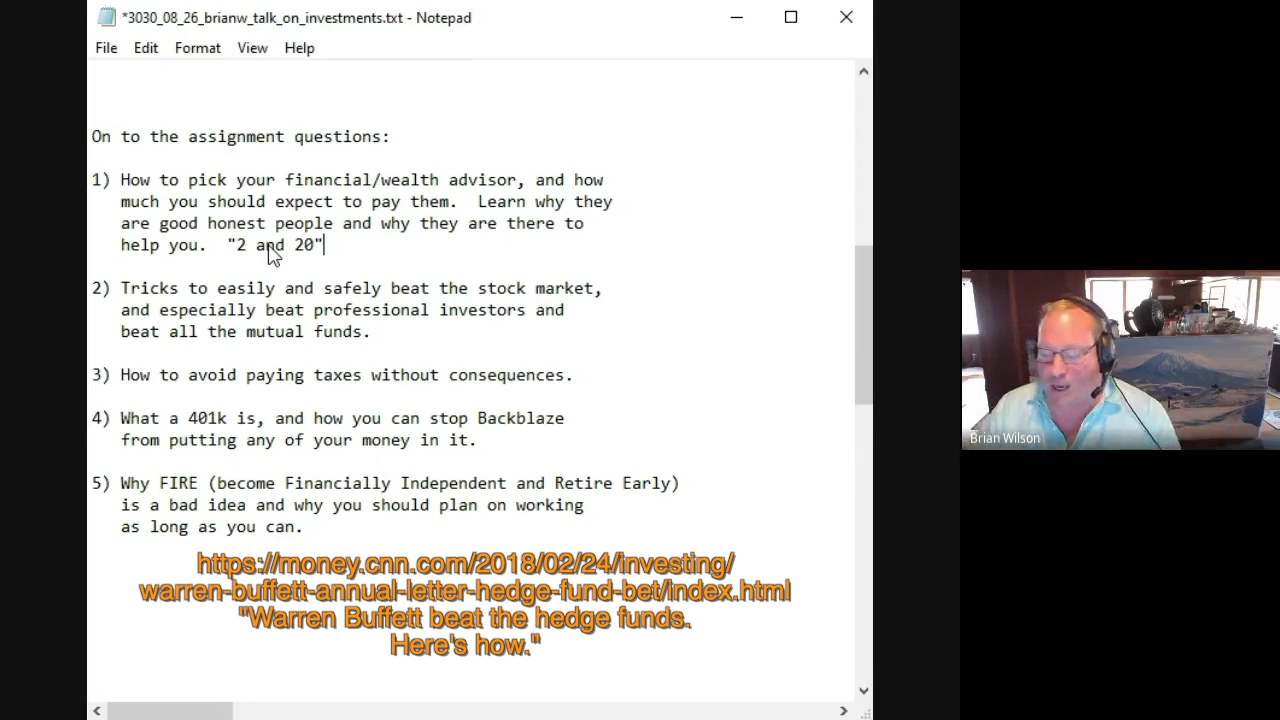 *3030_08_26_brianw_talk_on_investments.txt - Notepad
File Edit Format View Help
On to the assignment questions:
1) How to pick your financial/wealth advisor, and how
much you should expect to pay them.  Learn why they
are good honest people and why they are there to
help you.  "2 and 20"
2) Tricks to easily and safely beat the stock market,
and especially beat professional investors and
beat all the mutual funds.
3) How to avoid paying taxes without consequences.
4) What a 401k is, and how you can stop Backblaze
from putting any of your money in it.
5) Why FIRE (become Financially Independent and Retire Early)
is a bad idea and why you should plan on working
as long as you can.
https://money.cnn.com/2018/02/24/investing/
warren-buffett-annual-letter-hedge-fund-bet/index.html
"Warren Buffett beat the hedge funds.
Here's how."
Brian Wilson